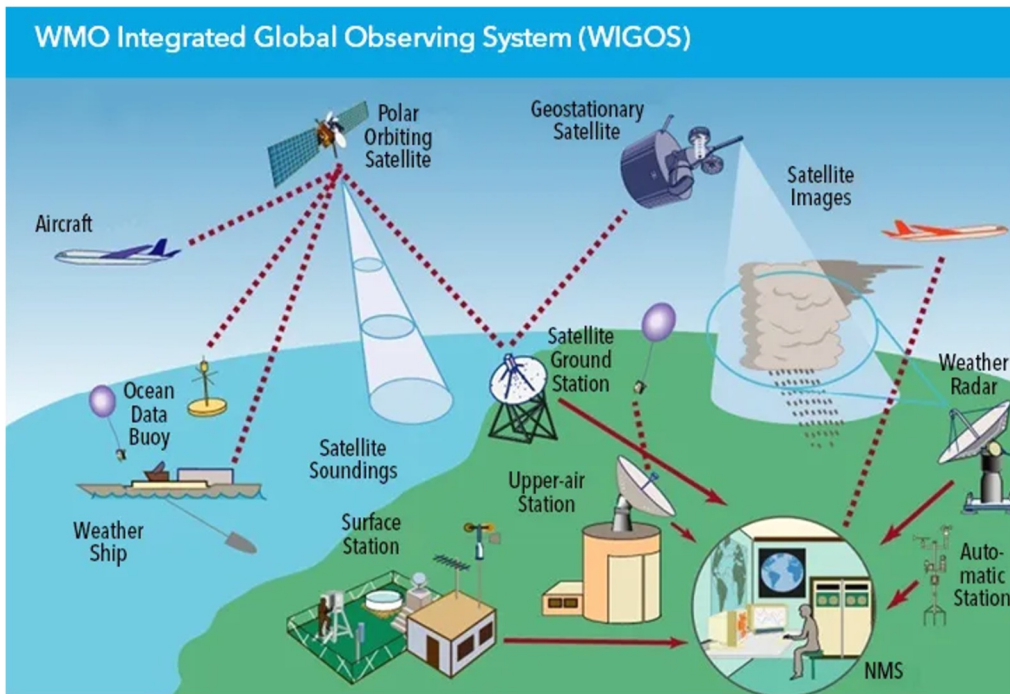 WMO Integrated Global Observing System (WIGOS)
Polar
Orbiting
Satellite
Geostationary
Satellite
Satellite
Images
Aircraft
Satellite
Ground
Station
Weather
Radar
Ocean
Data
Buoy
Satellite
Soundings
Upper-air
Station
Weather
Ship
Surface
Station
Auto-
matic
Station
NMS